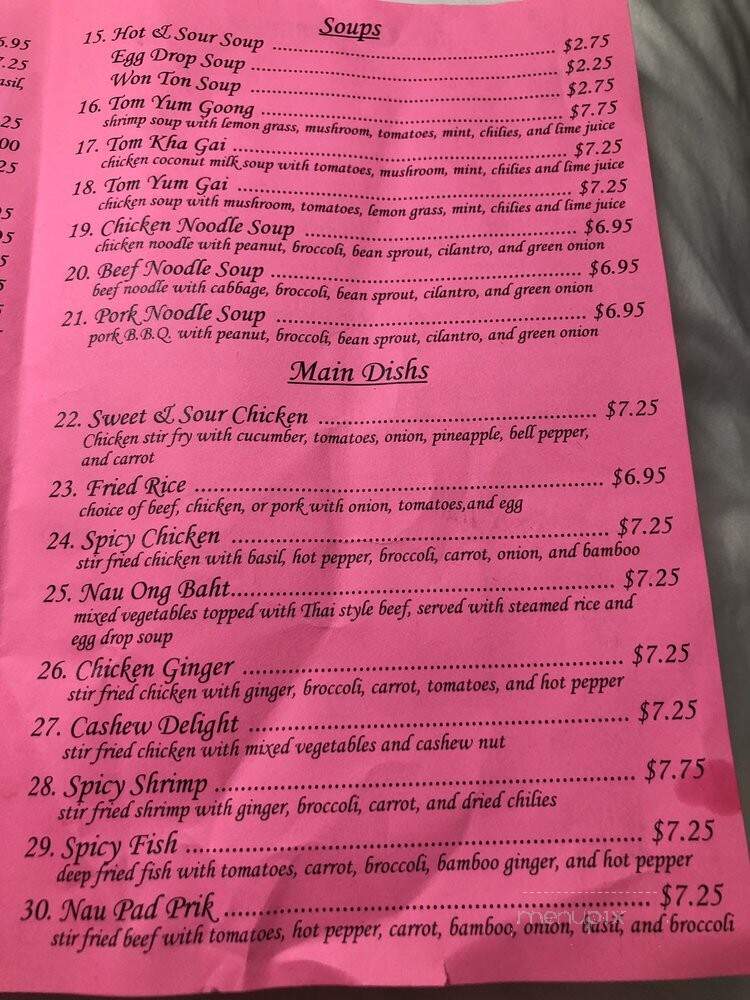 6.95
7.25
asil,
25
00
25
5
5
5
5
Soups
15. Hot & Sour Soup ........ $2.75
Egg Drop Soup ........ $2.25
Won Ton Soup ........ $2.75
16. Tom Yum Goong ........ $7.75
shrimp soup with lemon grass, mushroom, tomatoes, mint, chilies, and lime juice
17. Tom Kha Gai ........ $7.25
chicken coconut milk soup with tomatoes, mushroom, mint, chilies and lime juice
18. Tom Yum Gai ........ $7.25
chicken soup with mushroom, tomatoes, lemon grass, mint, chilies and lime juice
19. Chicken Noodle Soup ........ $6.95
chicken noodle with peanut, broccoli, bean sprout, cilantro, and green onion
20. Beef Noodle Soup ........ $6.95
beef noodle with cabbage, broccoli, bean sprout, cilantro, and green onion
21. Pork Noodle Soup ........ $6.95
pork B.B.Q. with peanut, broccoli, bean sprout, cilantro, and green onion
Main Dishs
22. Sweet & Sour Chicken ........ $7.25
Chicken stir fry with cucumber, tomatoes, onion, pineapple, bell pepper,
and carrot
23. Fried Rice ........ $6.95
choice of beef, chicken, or pork with onion, tomatoes,and egg
24. Spicy Chicken ........ $7.25
stir fried chicken with basil, hot pepper, broccoli, carrot, onion, and bamboo
25. Nau Ong Baht........ $7.25
mixed vegetables topped with Thai style beef, served with steamed rice and
egg drop soup
26. Chicken Ginger ........ $7.25
stir fried chicken with ginger, broccoli, carrot, tomatoes, and hot pepper
27. Cashew Delight ........ $7.25
stir fried chicken with mixed vegetables and cashew nut
28. Spicy Shrimp ........ $7.75
stir fried shrimp with ginger, broccoli, carrot, and dried chilies
29. Spicy Fish ........ $7.25
deep fried fish with tomatoes, carrot, broccoli, bamboo ginger, and hot pepper
30. Nau Pad Prik ........ $7.25
stir fried beef with tomatoes, hot pepper, carrot, bamboo, onion, basil, and broccoli
menupix